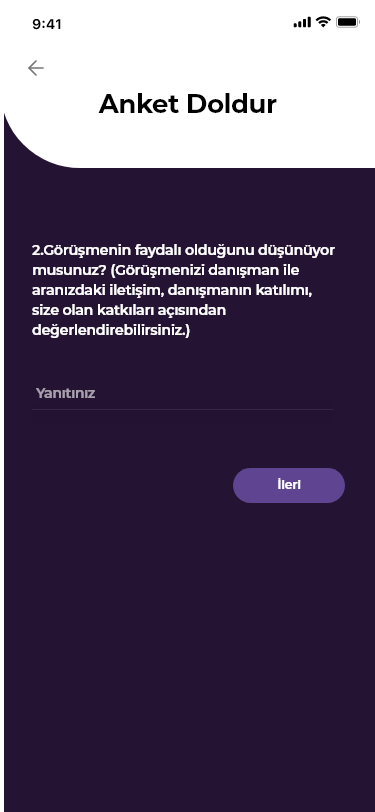 9:41
Anket Doldur
2.Görüşmenin faydalı olduğunu düşünüyor
musunuz? (Görüşmenizi danışman ile
aranızdaki iletişim, danışmanın katılımı,
size olan katkıları açısından
değerlendirebilirsiniz.)
Yanıtınız
İleri